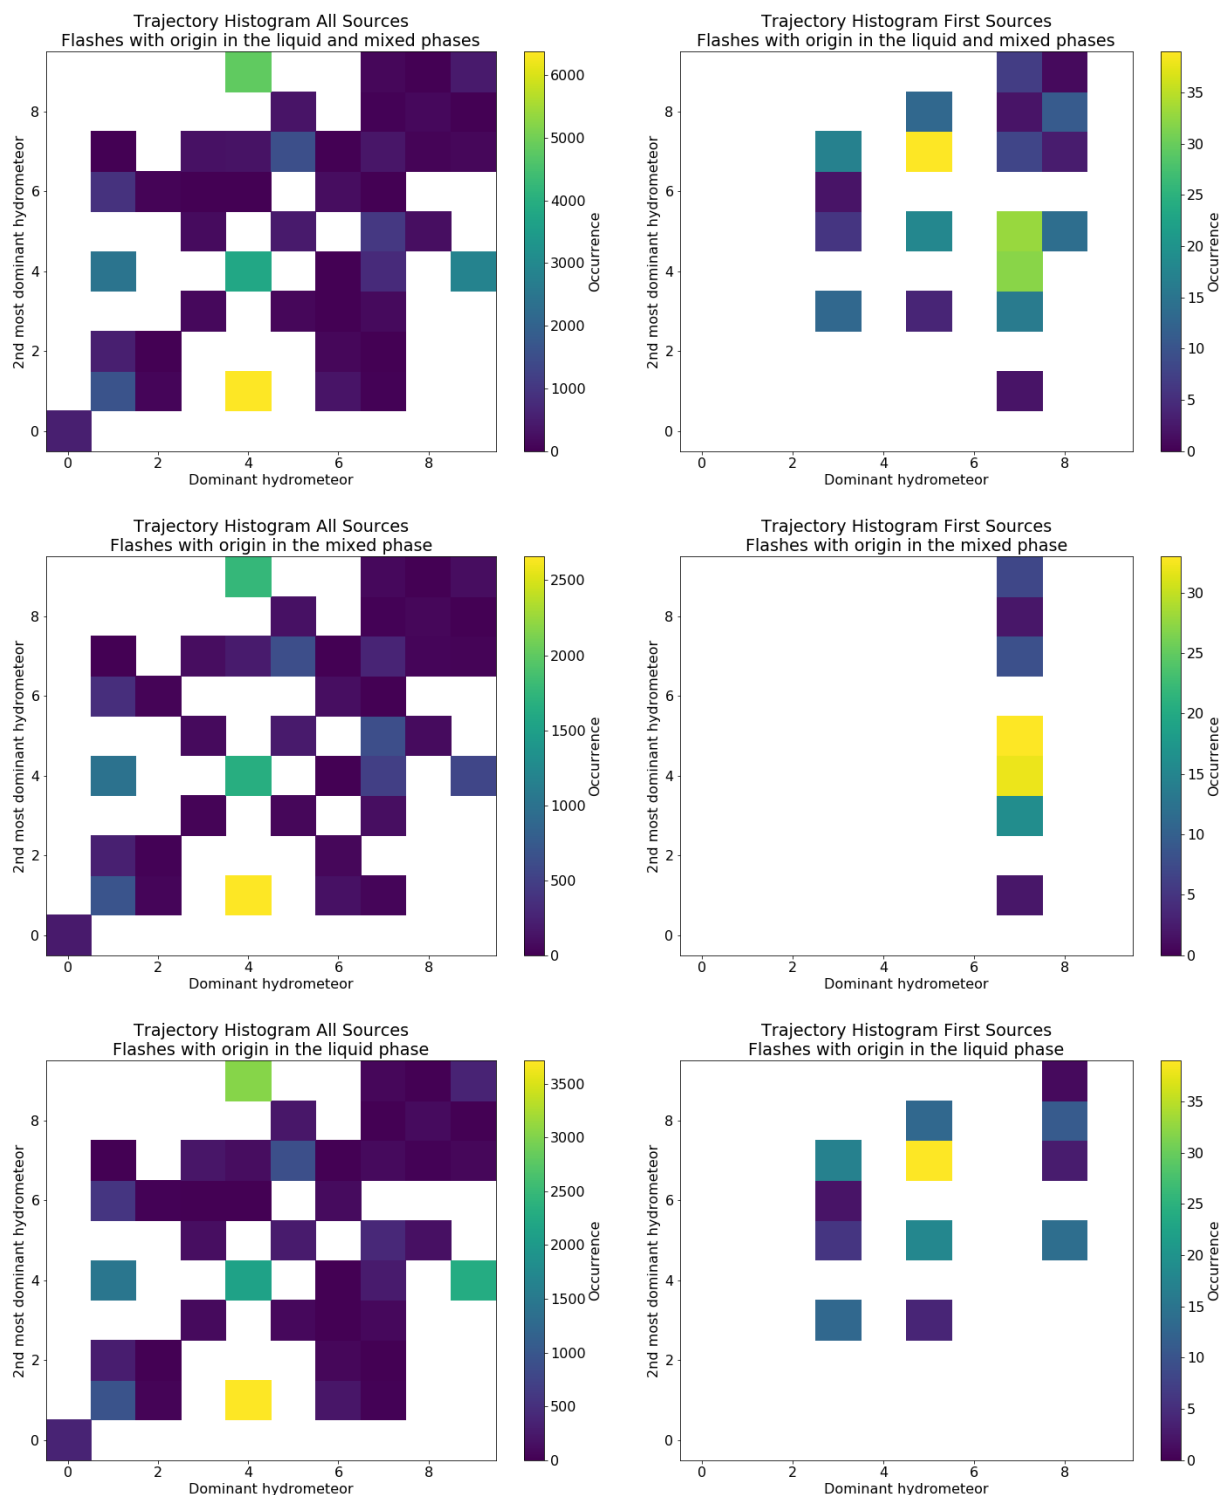 Trajectory Histogram All Sources
Flashes with origin in the liquid and mixed phases
2nd most dominant hydrometeor
8
6
4
2
0
0 2 4 6 8
Dominant hydrometeor
6000
5000
4000
3000
2000
1000
0
Occurrence
Trajectory Histogram First Sources
Flashes with origin in the liquid and mixed phases
2nd most dominant hydrometeor
8
6
4
2
0
0 2 4 6 8
Dominant hydrometeor
35
30
25
20
15
10
5
0
Occurrence
Trajectory Histogram All Sources
Flashes with origin in the mixed phase
2nd most dominant hydrometeor
8
6
4
2
0
0 2 4 6 8
Dominant hydrometeor
2500
2000
1500
1000
500
0
Occurrence
Trajectory Histogram First Sources
Flashes with origin in the mixed phase
2nd most dominant hydrometeor
8
6
4
2
0
0 2 4 6 8
Dominant hydrometeor
30
25
20
15
10
5
0
Occurrence
Trajectory Histogram All Sources
Flashes with origin in the liquid phase
2nd most dominant hydrometeor
8
6
4
2
0
0 2 4 6 8
Dominant hydrometeor
3500
3000
2500
2000
1500
1000
500
0
Occurrence
Trajectory Histogram First Sources
Flashes with origin in the liquid phase
2nd most dominant hydrometeor
8
6
4
2
0
0 2 4 6 8
Dominant hydrometeor
35
30
25
20
15
10
5
0
Occurrence